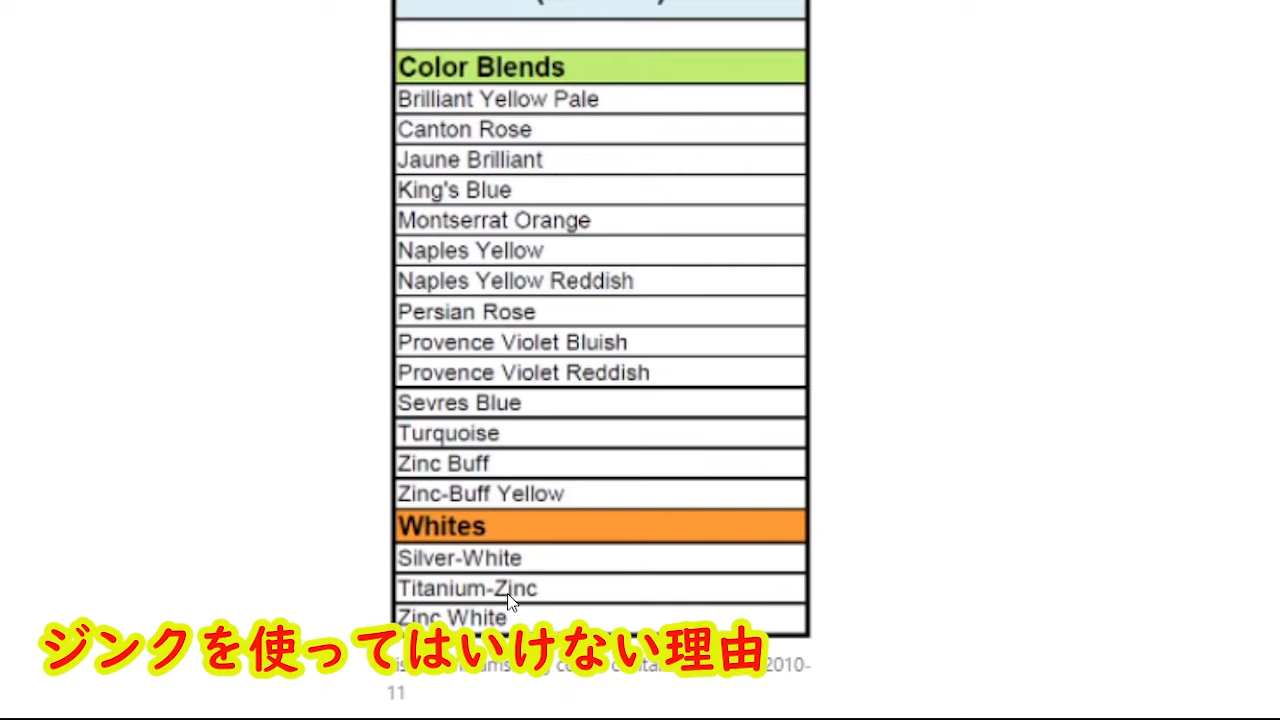 Color Blends
Brilliant Yellow Pale
Canton Rose
Jaune Brilliant
King's Blue
Montserrat Orange
Naples Yellow
Naples Yellow Reddish
Persian Rose
Provence Violet Bluish
Provence Violet Reddish
Sevres Blue
Turquoise
Zinc Buff
Zinc-Buff Yellow
Whites
Silver-White
Titanium-Zinc
Zinc White
ジンクを使ってはいけない理由
2010-
11